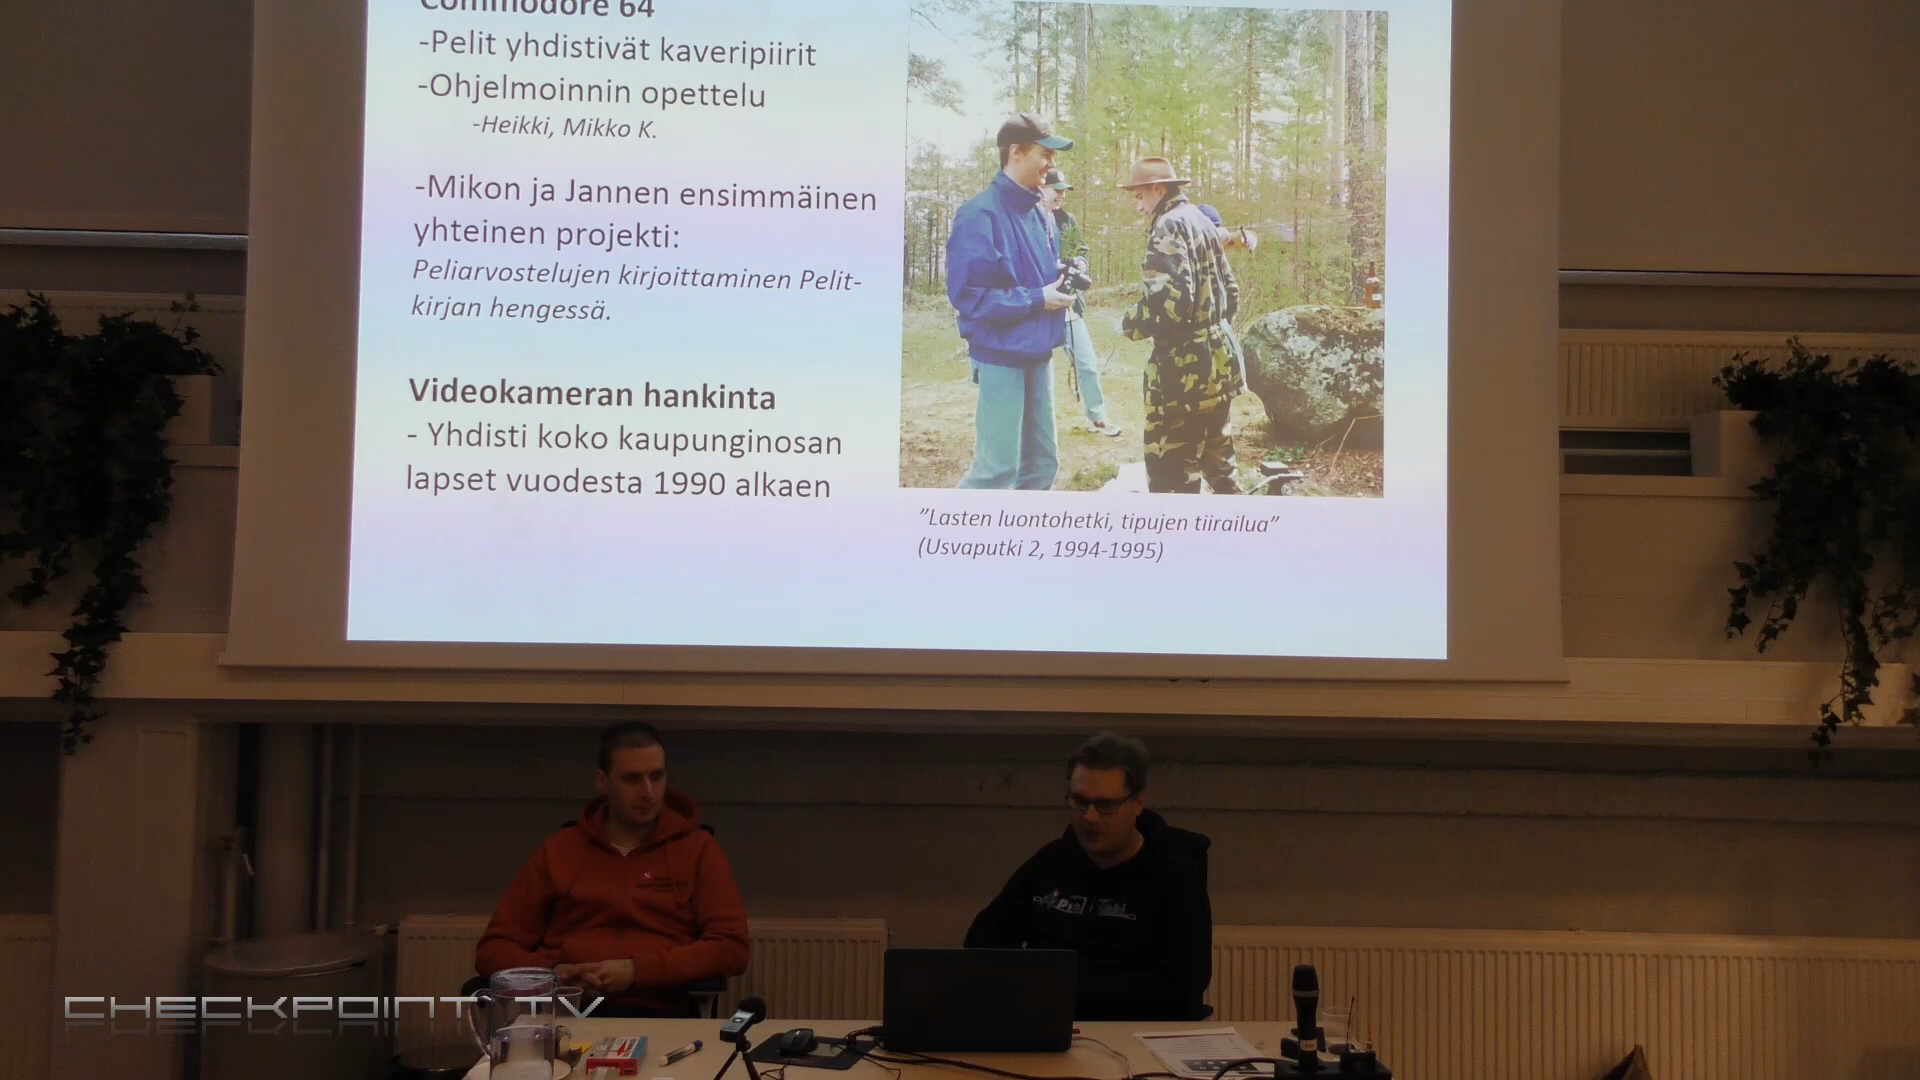 Commodore 64
-Pelit yhdistivät kaveripiirit
-Ohjelmoinnin opettelu
-Heikki, Mikko K.
-Mikon ja Jannen ensimmäinen
yhteinen projekti:
Peliarvostelujen kirjoittaminen Pelit-
kirjan hengessä.
Videokameran hankinta
- Yhdisti koko kaupunginosan
lapset vuodesta 1990 alkaen
”Lasten luontohetki, tipujen tiirailua”
(Usvaputki 2, 1994-1995)
CHECKPOINT TV